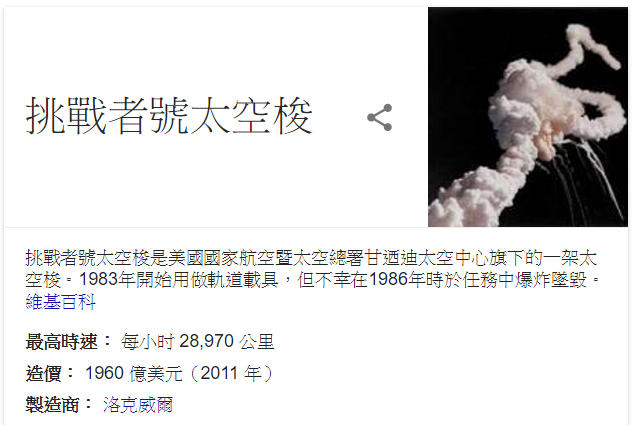 挑戰者號太空梭
挑戰者號太空梭是美國國家航空暨太空總署甘迺迪太空中心旗下的一架太
空梭。1983年開始用做軌道載具，但不幸在1986年時於任務中爆炸墜毀。
維基百科
最高時速： 每小时 28,970 公里
造價： 1960 億美元（2011 年）
製造商： 洛克威爾